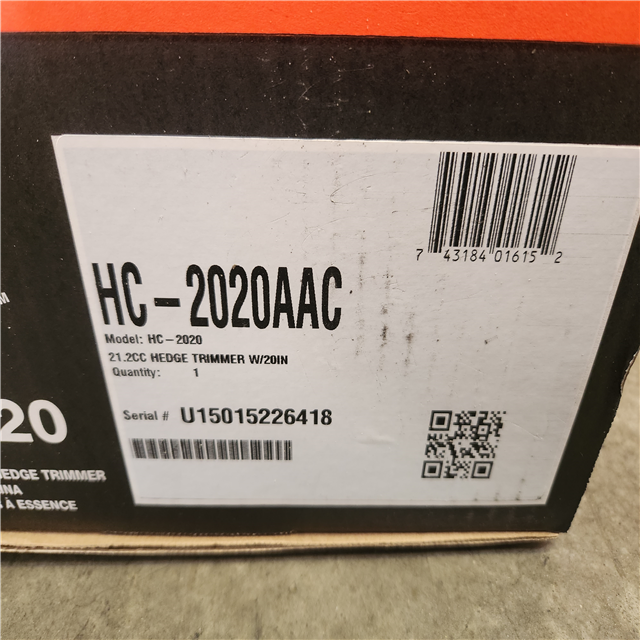 7 43184 01615 2
HC-2020AAC
Model: HC-2020
21.2CC HEDGE TRIMMER W/20IN
Quantity: 1
Serial # U15015226418
20
HEDGE TRIMMER
A ESSENCE